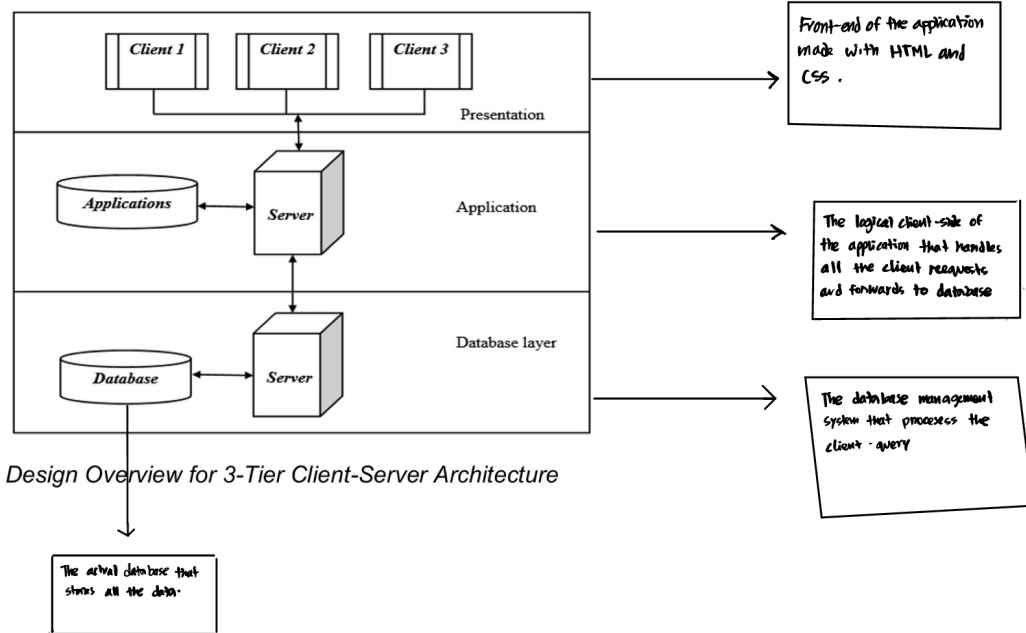 Client 1
Client 2
Client 3
Presentation
Front-end of the application
made with HTML and
CSS.
Applications
Server
Application
The logical client-side of
the application that handles
all the client reequests
and forwards to database
Database layer
Database
Server
The database management
system that processess the
client-query
Design Overview for 3-Tier Client-Server Architecture
The actual database that
stores all the data.